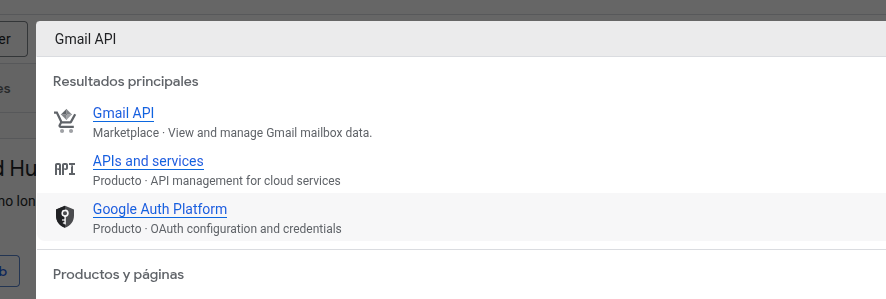 er
Gmail API
Resultados principales
es
Gmail API
Marketplace · View and manage Gmail mailbox data.
APIs and services
API
Producto · API management for cloud services
d Hu
no lon
Google Auth Platform
Producto · OAuth configuration and credentials
b
Productos y páginas